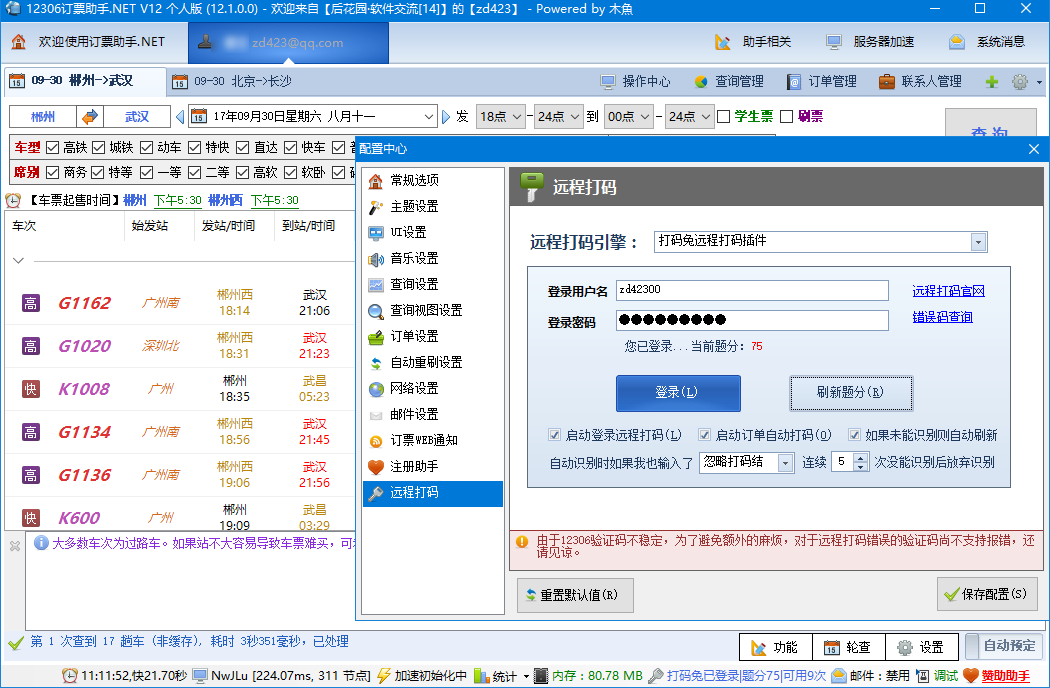 12306订票助手.NET V12 个人版 (12.1.0.0) - 欢迎来自【后花园·软件交流[14]】的【zd423】 - Powered by 木鱼
欢迎使用订票助手.NET zd423@qq.com 助手相关 服务器加速 系统消息
09-30 郴州->武汉 09-30 北京->长沙 操作中心 查询管理 订单管理 联系人管理
郴州 武汉 17年09月30日星期六 八月十一 发 18点 - 24点 到 00点 - 24点 学生票 刷票
查 询
车型 高铁 城铁 动车 特快 直达 快车
席别 商务 特等 一等 二等 高软 软卧
【车票起售时间】郴州 下午5:30 郴州西 下午5:30
车次 始发站 发站/时间 到站/时间
高 G1162 广州南 郴州西 18:14 武汉 21:06
高 G1020 深圳北 郴州西 18:31 武汉 21:23
快 K1008 广州 郴州 18:35 武昌 05:23
高 G1134 广州南 郴州西 18:56 武汉 21:45
高 G1136 广州南 郴州西 19:06 武汉 21:56
快 K600 广州 郴州 19:09 武昌 03:29
大多数车次为过路车。如果站不大容易导致车票难买，可
配置中心
常规选项
主题设置
UI设置
音乐设置
查询设置
查询视图设置
订单设置
自动重刷设置
网络设置
邮件设置
订票WEB通知
注册助手
远程打码
远程打码
远程打码引擎： 打码兔远程打码插件
登录用户名 zd42300 远程打码官网
登录密码 ●●●●●●●●● 错误码查询
您已登录...当前题分：75
登录(L) 刷新题分(R)
启动登录远程打码(L) 启动订单自动打码(O) 如果未能识别则自动刷新
自动识别时如果我也输入了 忽略打码结 连续 5 次没能识别后放弃识别
由于12306验证码不稳定，为了避免额外的麻烦，对于远程打码错误的验证码尚不支持报错，还
请见谅。
重置默认值(R) 保存配置(S)
第 1 次查到 17 趟车（非缓存），耗时 3秒351毫秒，已处理
功能 轮查 设置 自动预定
11:11:52,快21.70秒 NwJLu [224.07ms, 311 节点] 加速初始化中 统计 内存：80.78 MB 打码兔已登录|题分75|可用9次 邮件：禁用 调试 赞助助手